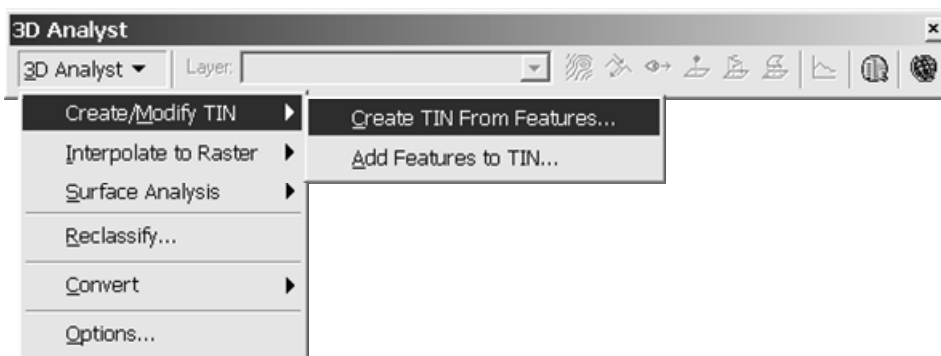 3D Analyst
3D Analyst
Layer:
Create/Modify TIN
Create TIN From Features...
Interpolate to Raster
Add Features to TIN...
Surface Analysis
Reclassify...
Convert
Options...